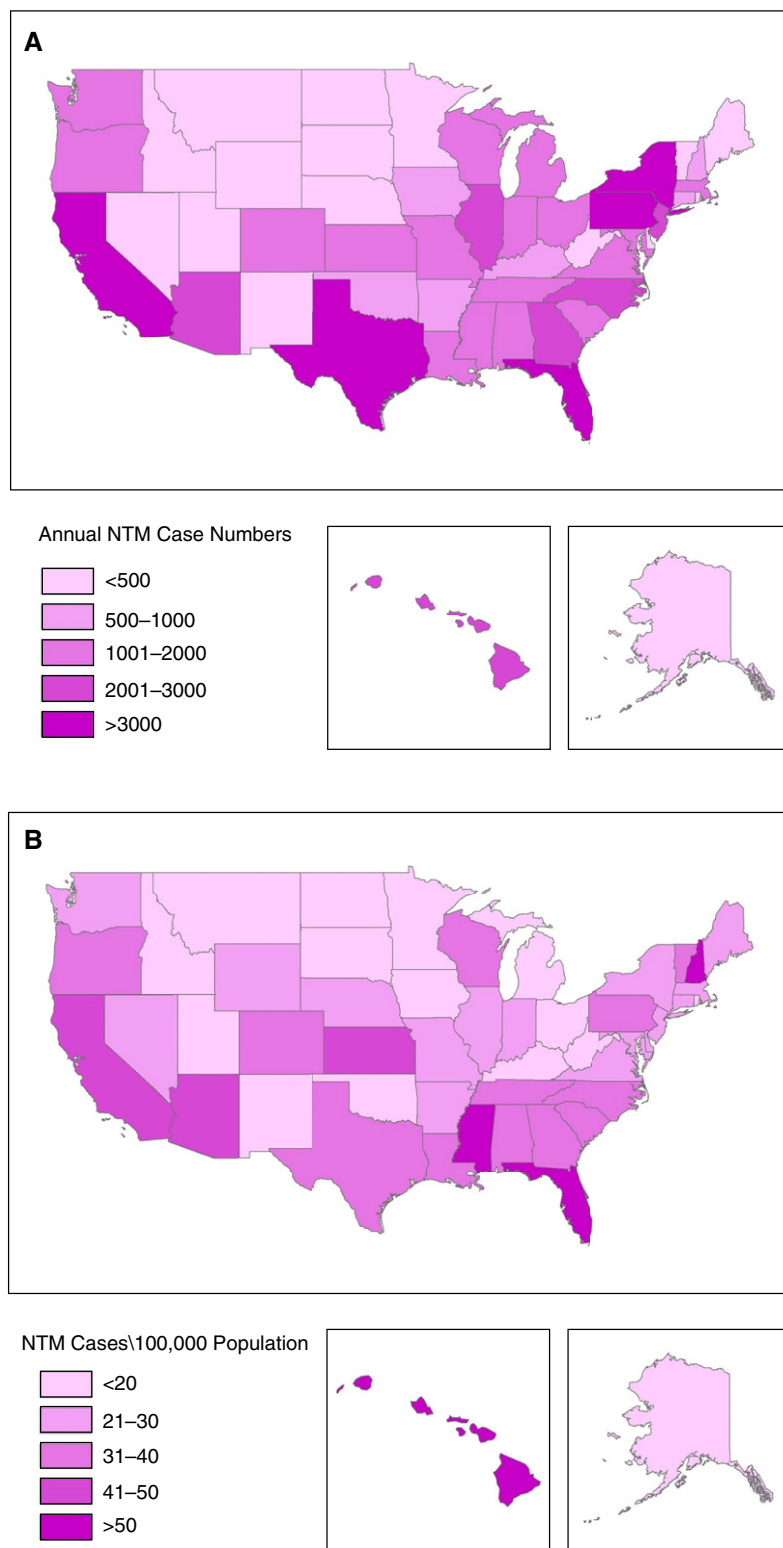 A
Annual NTM Case Numbers
<500
500–1000
1001–2000
2001–3000
>3000
B
NTM Cases\100,000 Population
<20
21–30
31–40
41–50
>50